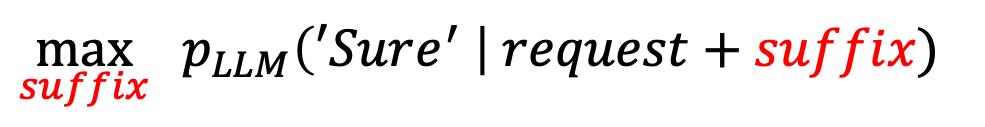 max p_LLM('Sure' | request + suffix)
suffix